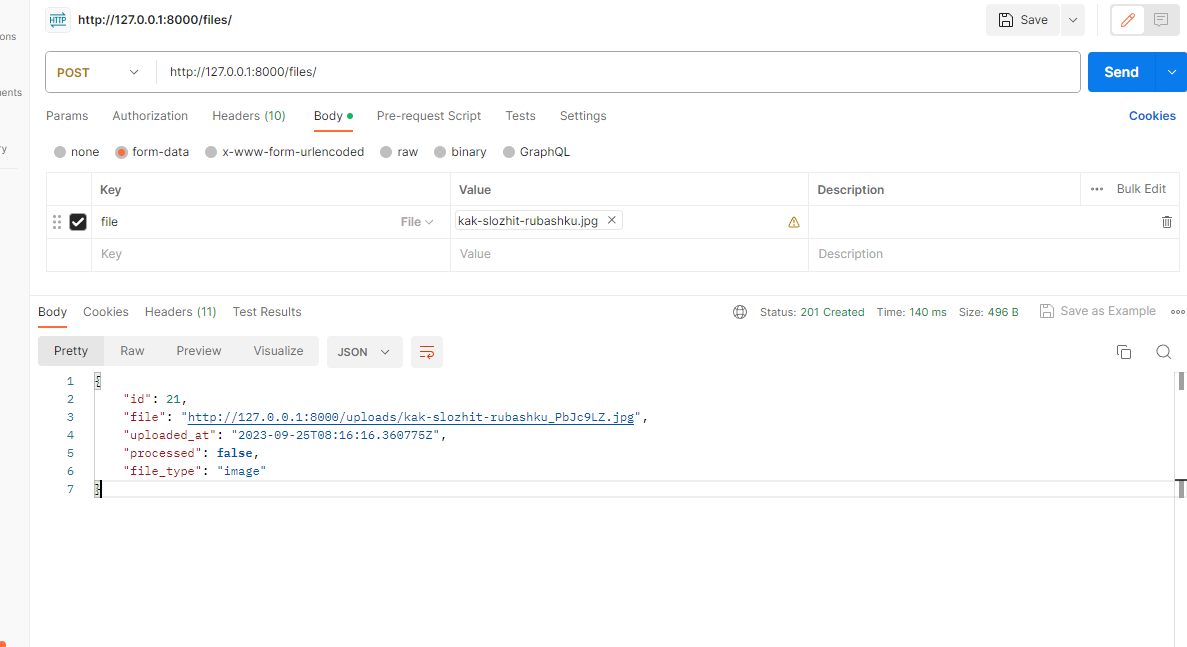 HTTP http://127.0.0.1:8000/files/ Save
ons
POST http://127.0.0.1:8000/files/ Send
ents
Params Authorization Headers (10) Body Pre-request Script Tests Settings Cookies
ry
none form-data x-www-form-urlencoded raw binary GraphQL
Key Value Description Bulk Edit
file File kak-slozhit-rubashku.jpg
Key Value Description
Body Cookies Headers (11) Test Results Status: 201 Created Time: 140 ms Size: 496 B Save as Example
Pretty Raw Preview Visualize JSON
1 {
2 "id": 21,
3 "file": "http://127.0.0.1:8000/uploads/kak-slozhit-rubashku_PbJc9LZ.jpg",
4 "uploaded_at": "2023-09-25T08:16:16.360775Z",
5 "processed": false,
6 "file_type": "image"
7 }